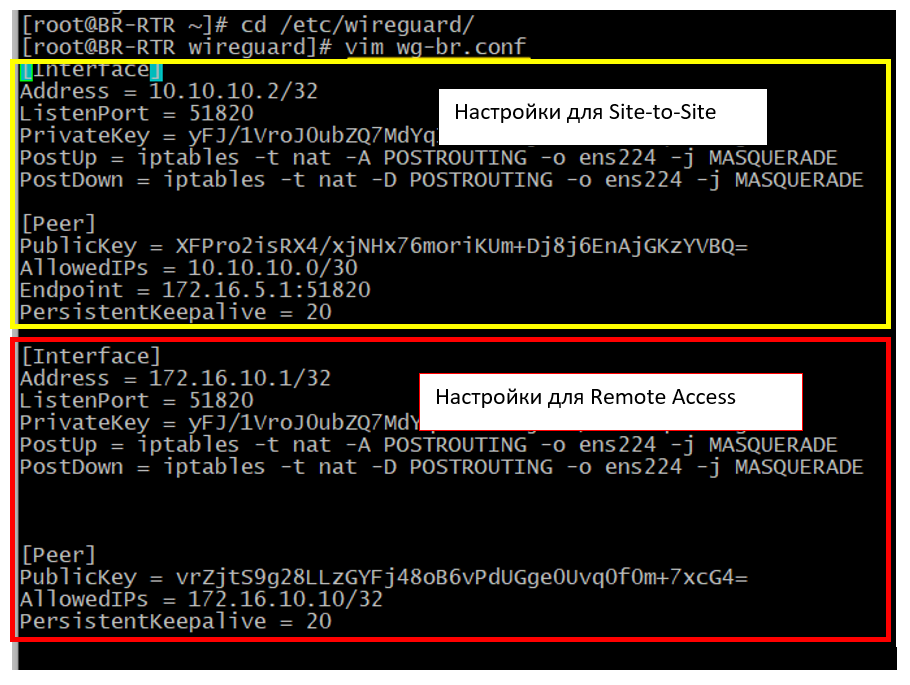 [root@BR-RTR ~]# cd /etc/wireguard/
[root@BR-RTR wireguard]# vim wg-br.conf
[Interface]
Address = 10.10.10.2/32
Настройки для Site-to-Site
ListenPort = 51820
PrivateKey = yFJ/1VroJ0ubZQ7MdYq
PostUp = iptables -t nat -A POSTROUTING -o ens224 -j MASQUERADE
PostDown = iptables -t nat -D POSTROUTING -o ens224 -j MASQUERADE
[Peer]
PublicKey = XFPro2isRX4/xjNHx76moriKUm+Dj8j6EnAjGKzYVBQ=
AllowedIPs = 10.10.10.0/30
Endpoint = 172.16.5.1:51820
PersistentKeepalive = 20
[Interface]
Address = 172.16.10.1/32
Настройки для Remote Access
ListenPort = 51820
PrivateKey = yFJ/1VroJ0ubZQ7MdY
PostUp = iptables -t nat -A POSTROUTING -o ens224 -j MASQUERADE
PostDown = iptables -t nat -D POSTROUTING -o ens224 -j MASQUERADE
[Peer]
PublicKey = vrZjtS9g28LLzGYFj48oB6vPdUGge0Uvq0f0m+7xcG4=
AllowedIPs = 172.16.10.10/32
PersistentKeepalive = 20